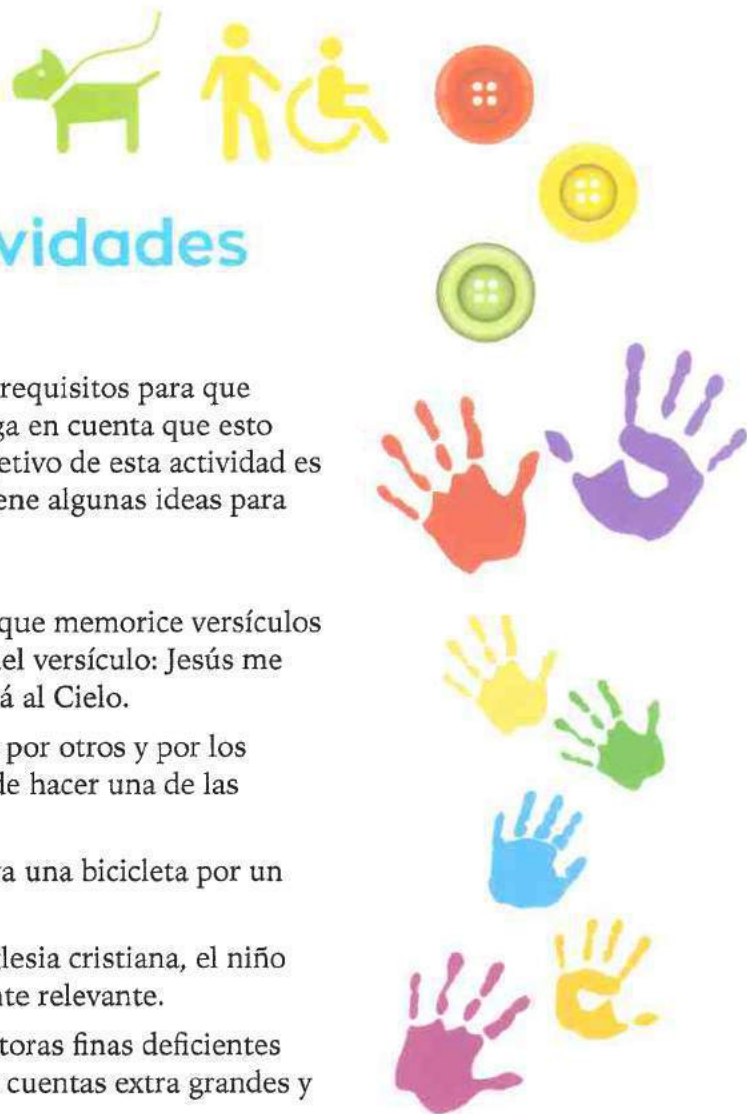 vidades
requisitos para que
ga en cuenta que esto
etivo de esta actividad es
ene algunas ideas para
que memorice versículos
el versículo: Jesús me
á al Cielo.
por otros y por los
de hacer una de las
a una bicicleta por un
glesia cristiana, el niño
nte relevante.
toras finas deficientes
cuentas extra grandes y